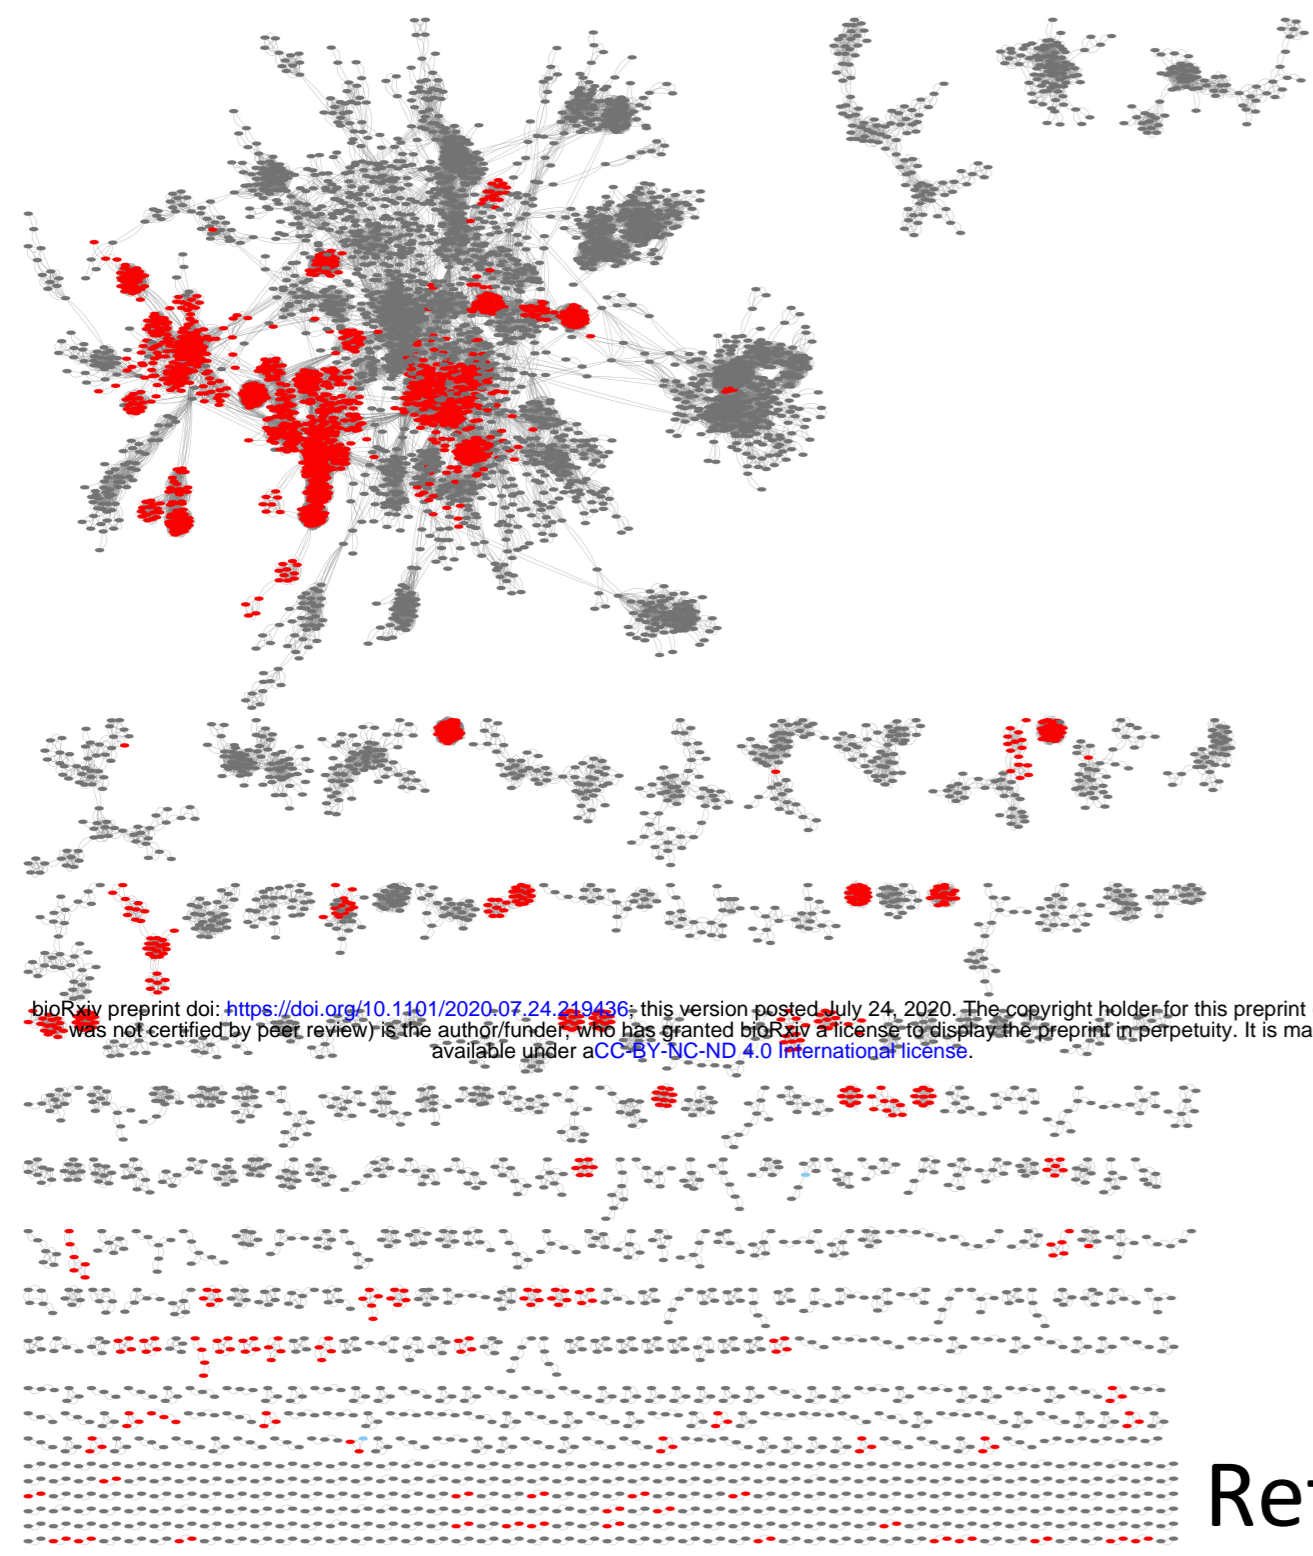 bioRxiv preprint doi: https://doi.org/10.1101/2020.07.24.219436; this version posted July 24, 2020. The copyright holder for this preprint
was not certified by peer review) is the author/funder, who has granted bioRxiv a license to display the preprint in perpetuity. It is
available under aCC-BY-NC-ND 4.0 International license.